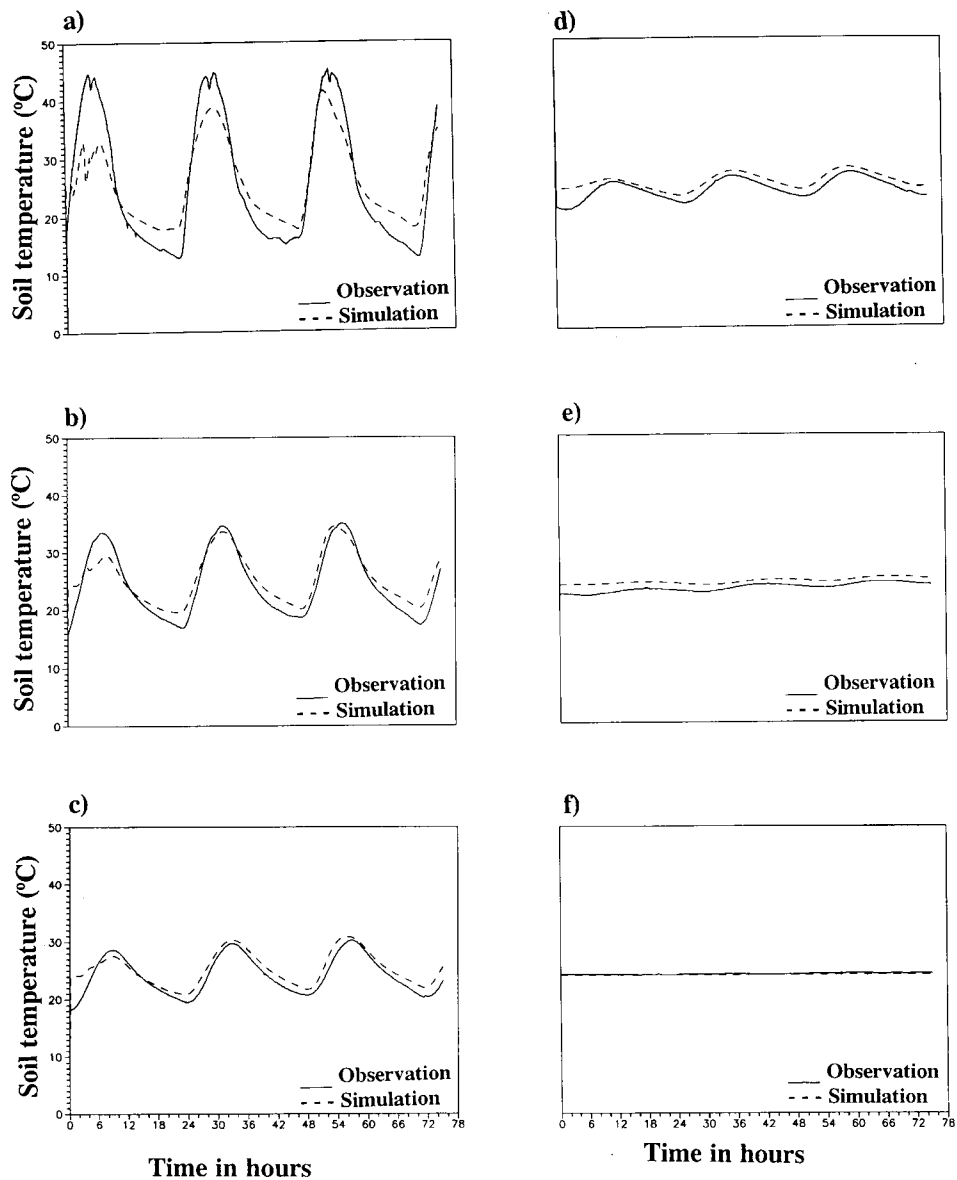 a)
50
40
30
20
10
0
Soil temperature (ºC)
Observation
Simulation
d)
Observation
Simulation
b)
50
40
30
20
10
0
Soil temperature (ºC)
Observation
Simulation
e)
Observation
Simulation
c)
50
40
30
20
10
0
Soil temperature (ºC)
Observation
Simulation
0 6 12 18 24 30 36 42 48 54 60 66 72 78
Time in hours
f)
Observation
Simulation
0 6 12 18 24 30 36 42 48 54 60 66 72 78
Time in hours